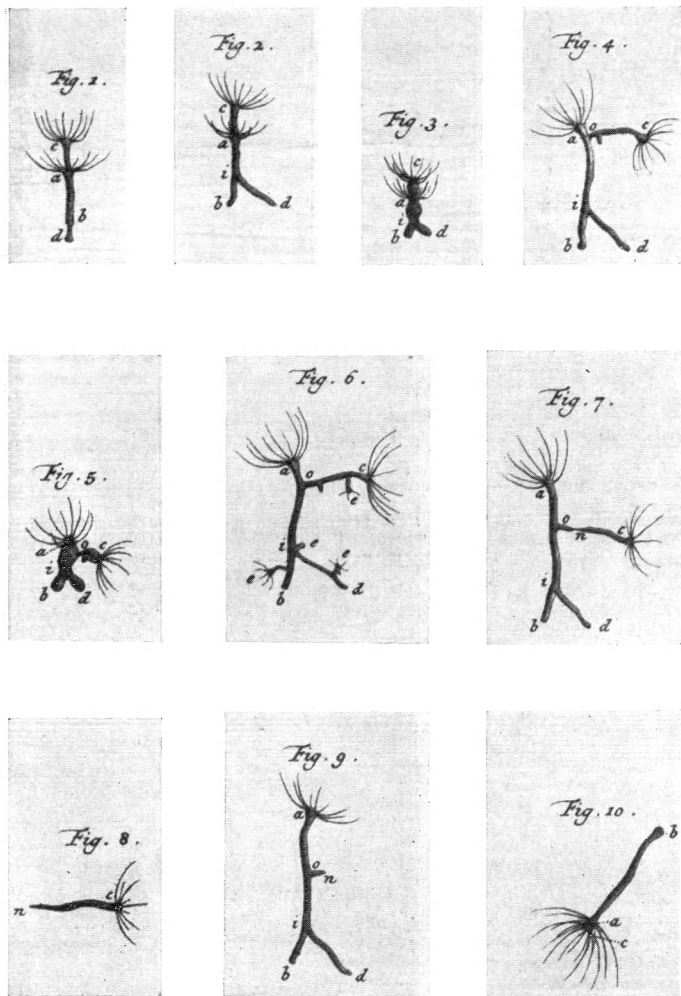 Fig. 1.
c
a
b
d
Fig. 2.
c
a
i
b d
Fig. 3
c
a
i
b d
Fig. 4.
a o c
i
b d
Fig. 5
a o c
i
b d
Fig. 6.
a o c
e
i e e
e
b d
Fig. 7.
a
o n c
i
b d
Fig. 8.
n c
Fig. 9.
a
o
n
i
b d
Fig. 10.
b
a
c